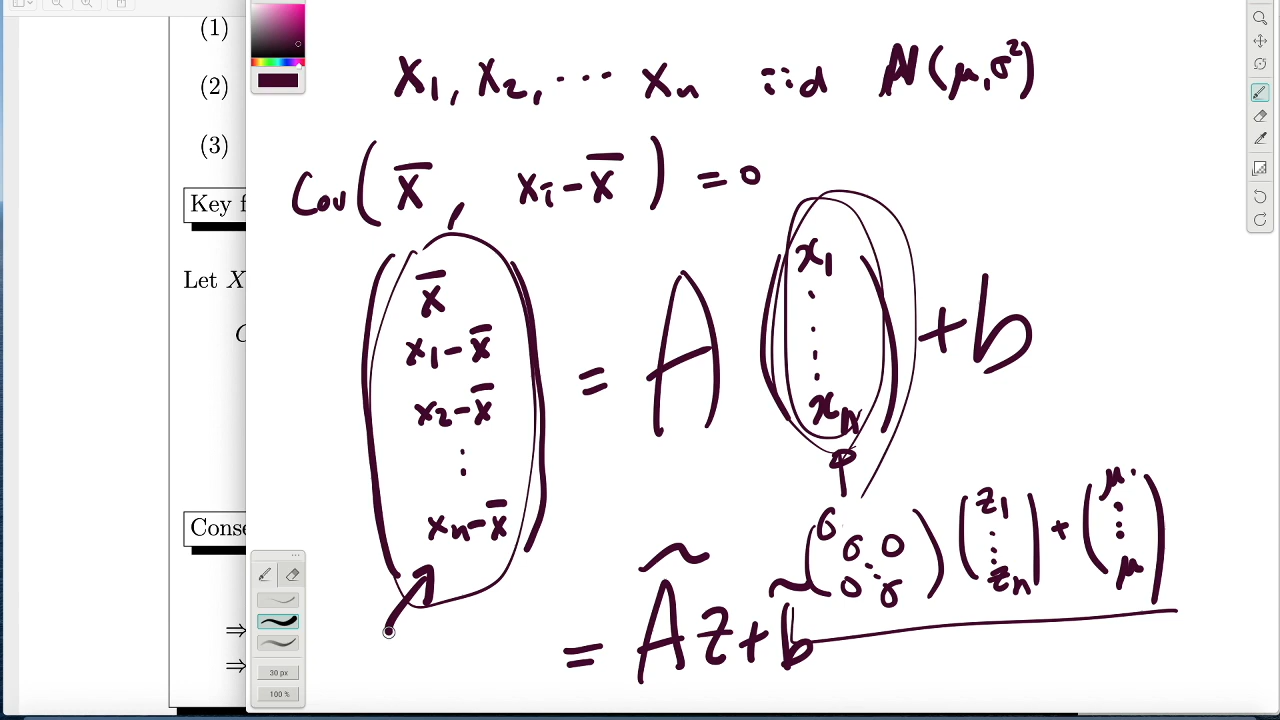 (1)
(2)
(3)
Key f
Let X
C
Conse
⇒
⇒
X₁, X₂, ... Xₙ iid N(μ, σ²)
Cov(X̄, Xᵢ-X̄) = 0
X̄
X₁-X̄
X₂-X̄
⋮
Xₙ-X̄
= A
x₁
⋮
xₙ
+ b
σ
σ 0
0 ⋱ σ
z₁
⋮
zₙ
+
μ
⋮
μ
= Ãz + b̃
30 px
100 %